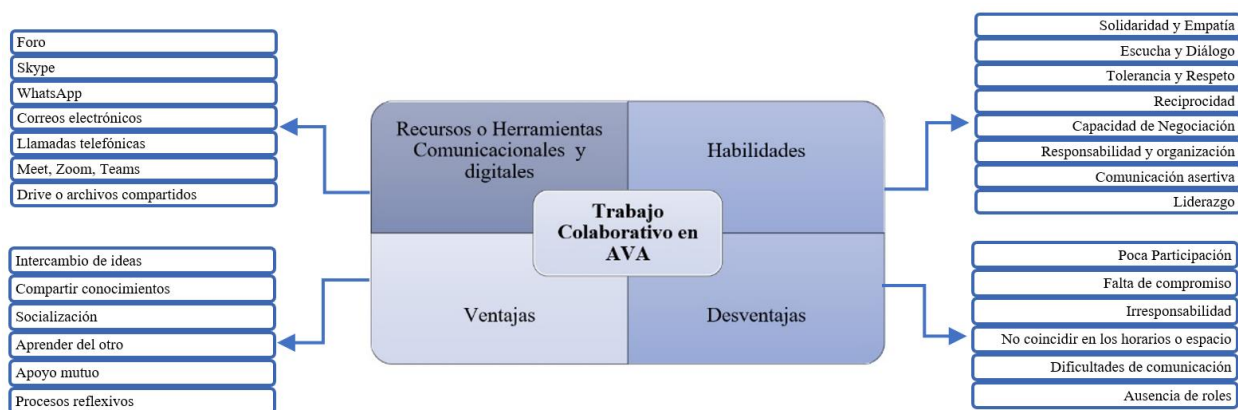 Foro
Skype
WhatsApp
Correos electrónicos
Llamadas telefónicas
Meet, Zoom, Teams
Drive o archivos compartidos
Recursos o Herramientas
Comunicacionales y
digitales
Habilidades
Solidaridad y Empatía
Escucha y Diálogo
Tolerancia y Respeto
Reciprocidad
Capacidad de Negociación
Responsabilidad y organización
Comunicación asertiva
Liderazgo
Trabajo
Colaborativo en
AVA
Intercambio de ideas
Compartir conocimientos
Socialización
Aprender del otro
Apoyo mutuo
Procesos reflexivos
Ventajas
Desventajas
Poca Participación
Falta de compromiso
Irresponsabilidad
No coincidir en los horarios o espacio
Dificultades de comunicación
Ausencia de roles